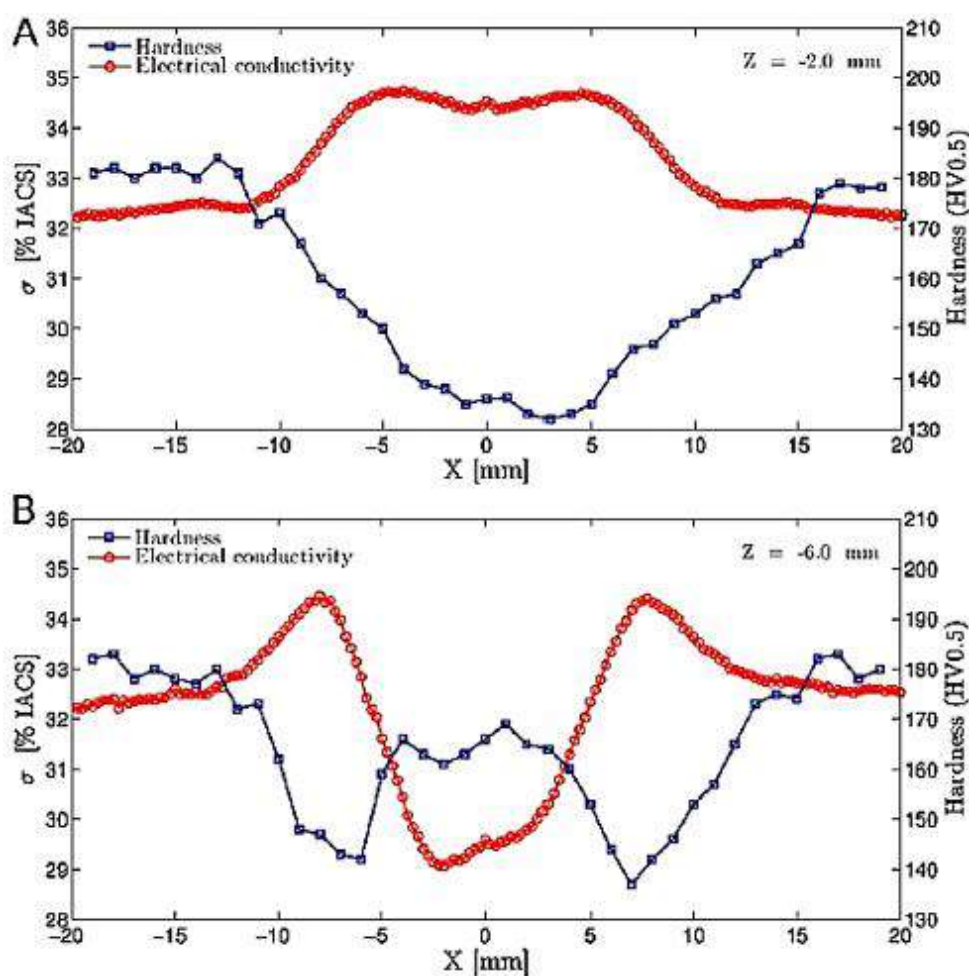 A
Hardness
Electrical conductivity
Z = -2.0 mm
36
35
34
33
32
31
30
29
28
σ [% IACS]
210
200
190
180
170
160
150
140
130
Hardness (HV0.5)
-20 -15 -10 -5 0 5 10 15 20
X [mm]
B
Hardness
Electrical conductivity
Z = -6.0 mm
36
35
34
33
32
31
30
29
28
σ [% IACS]
210
200
190
180
170
160
150
140
130
Hardness (HV0.5)
-20 -15 -10 -5 0 5 10 15 20
X [mm]